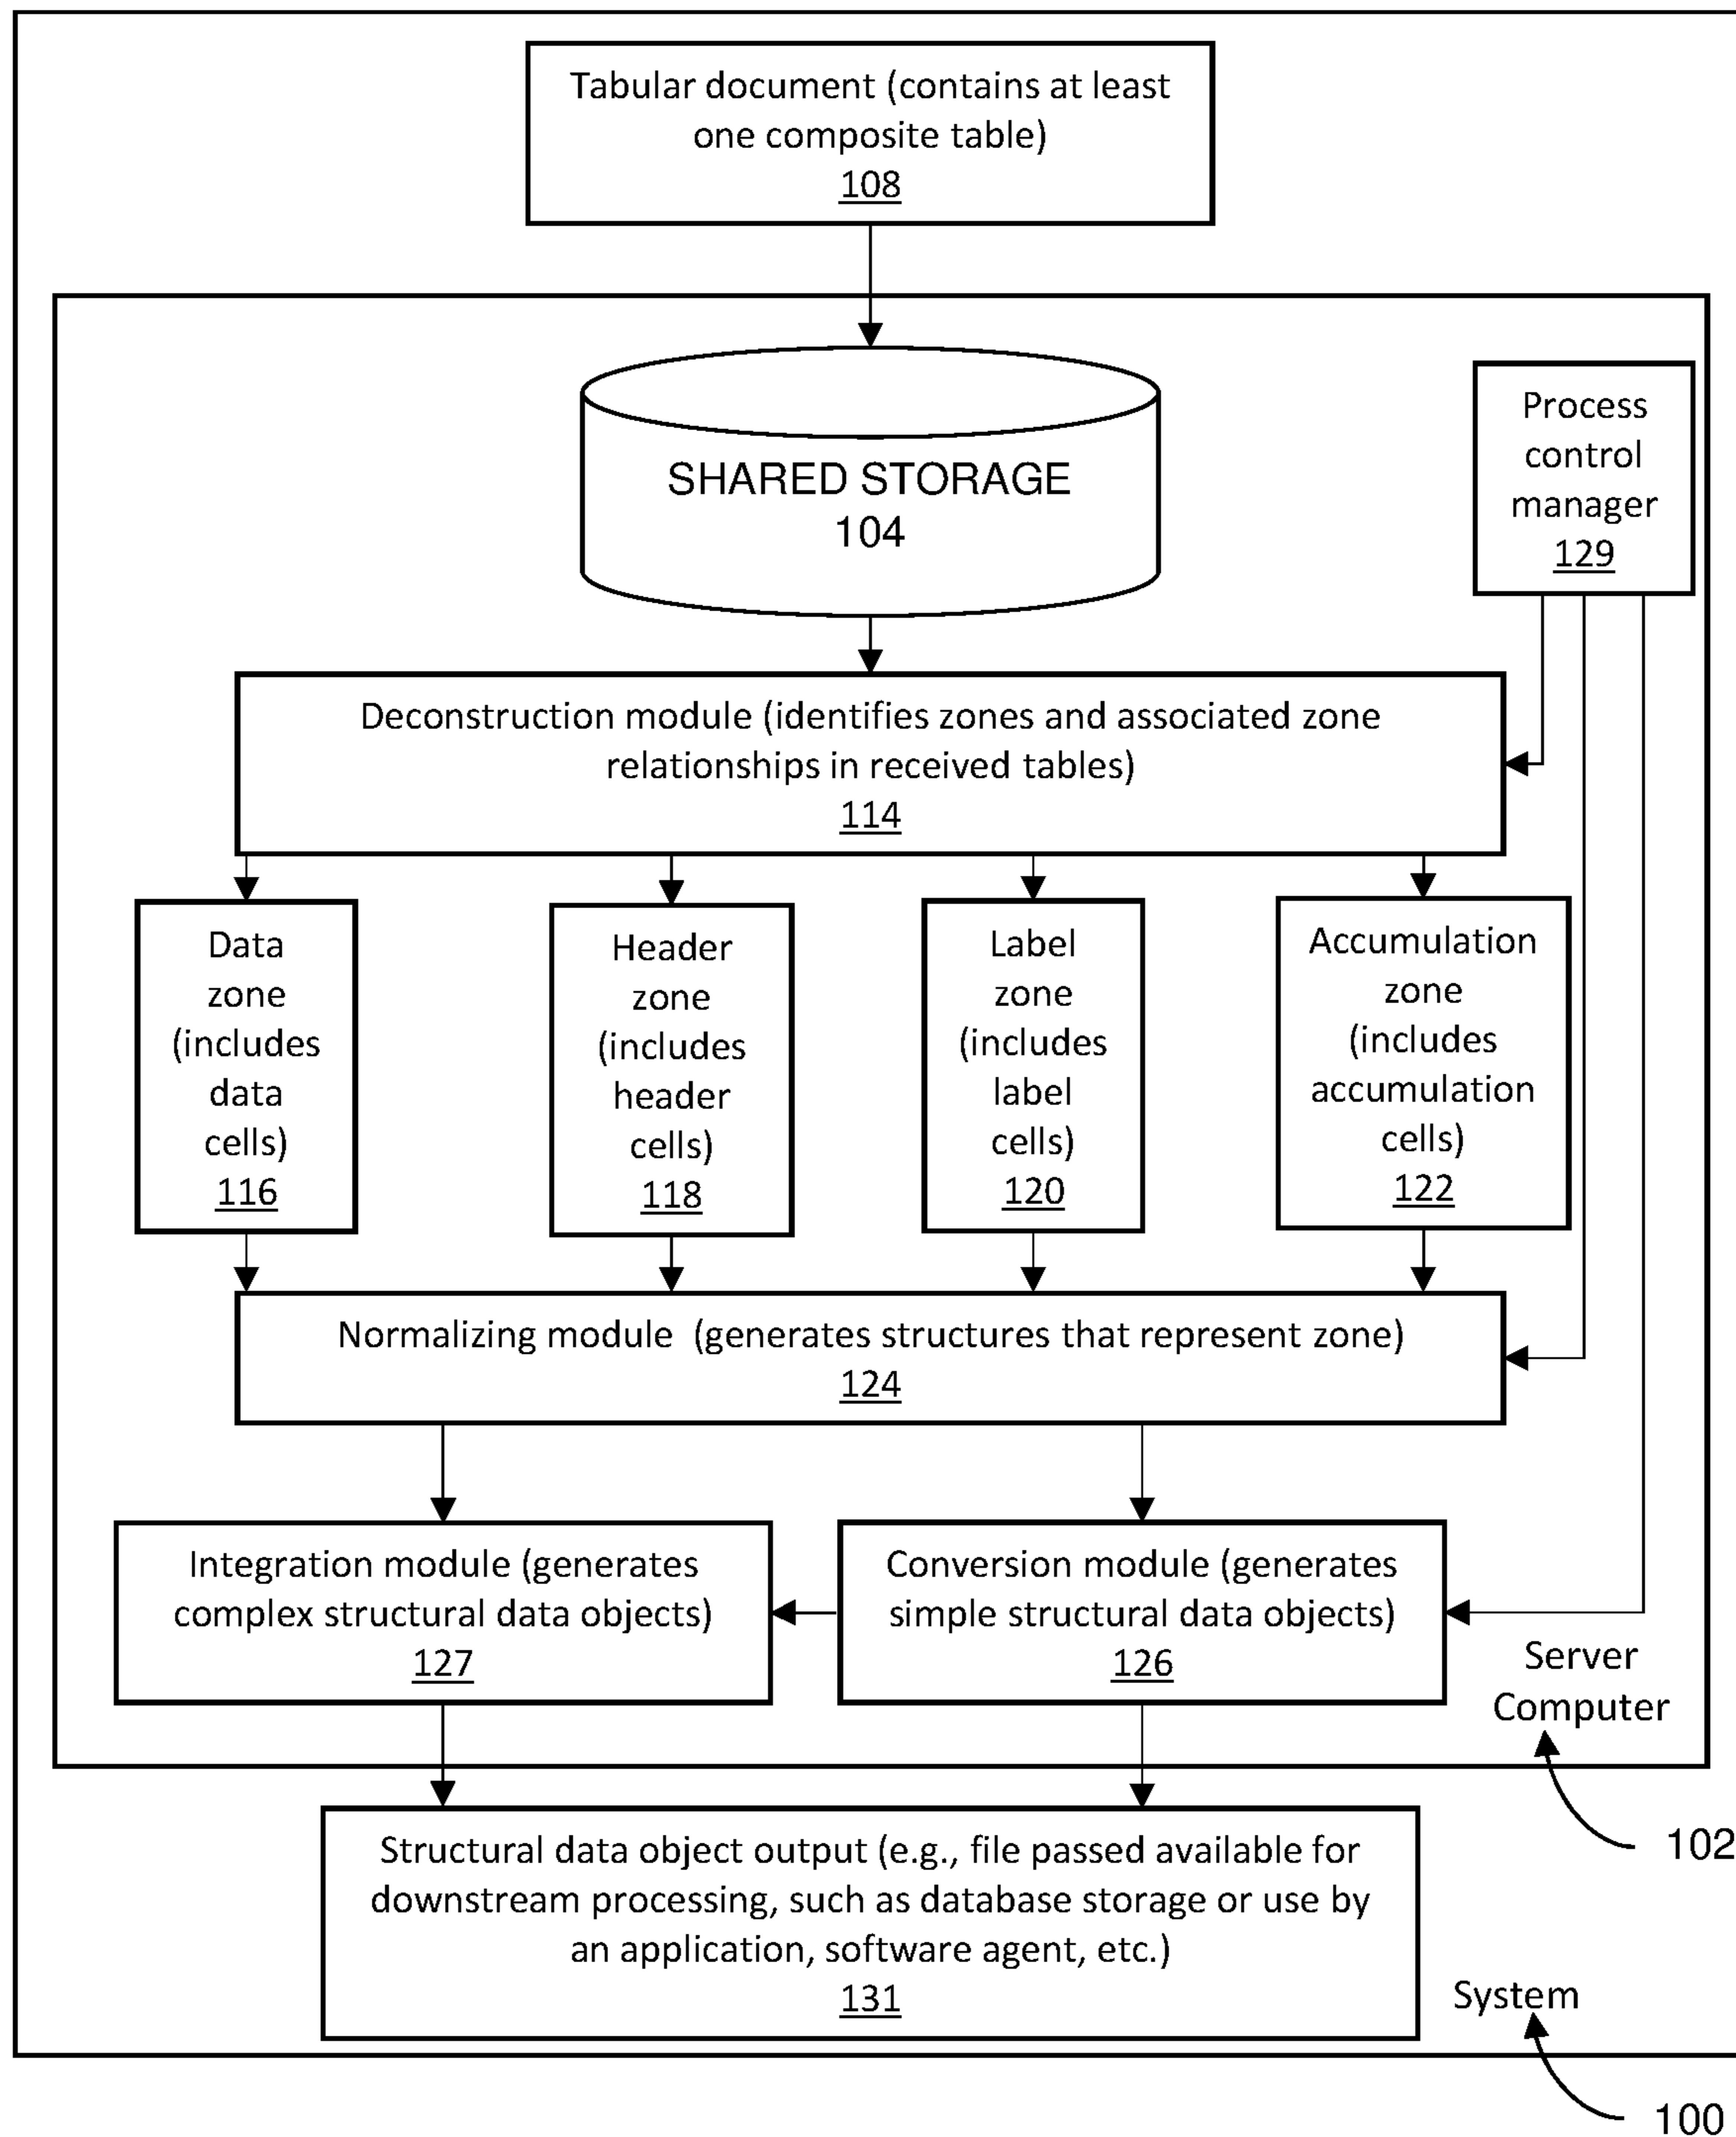 Tabular document (contains at least
one composite table)
108
SHARED STORAGE
104
Process
control
manager
129
Deconstruction module (identifies zones and associated zone
relationships in received tables)
114
Data
zone
(includes
data
cells)
116
Header
zone
(includes
header
cells)
118
Label
zone
(includes
label
cells)
120
Accumulation
zone
(includes
accumulation
cells)
122
Normalizing module (generates structures that represent zone)
124
Integration module (generates
complex structural data objects)
127
Conversion module (generates
simple structural data objects)
126
Server
Computer
102
Structural data object output (e.g., file passed available for
downstream processing, such as database storage or use by
an application, software agent, etc.)
131
System
100